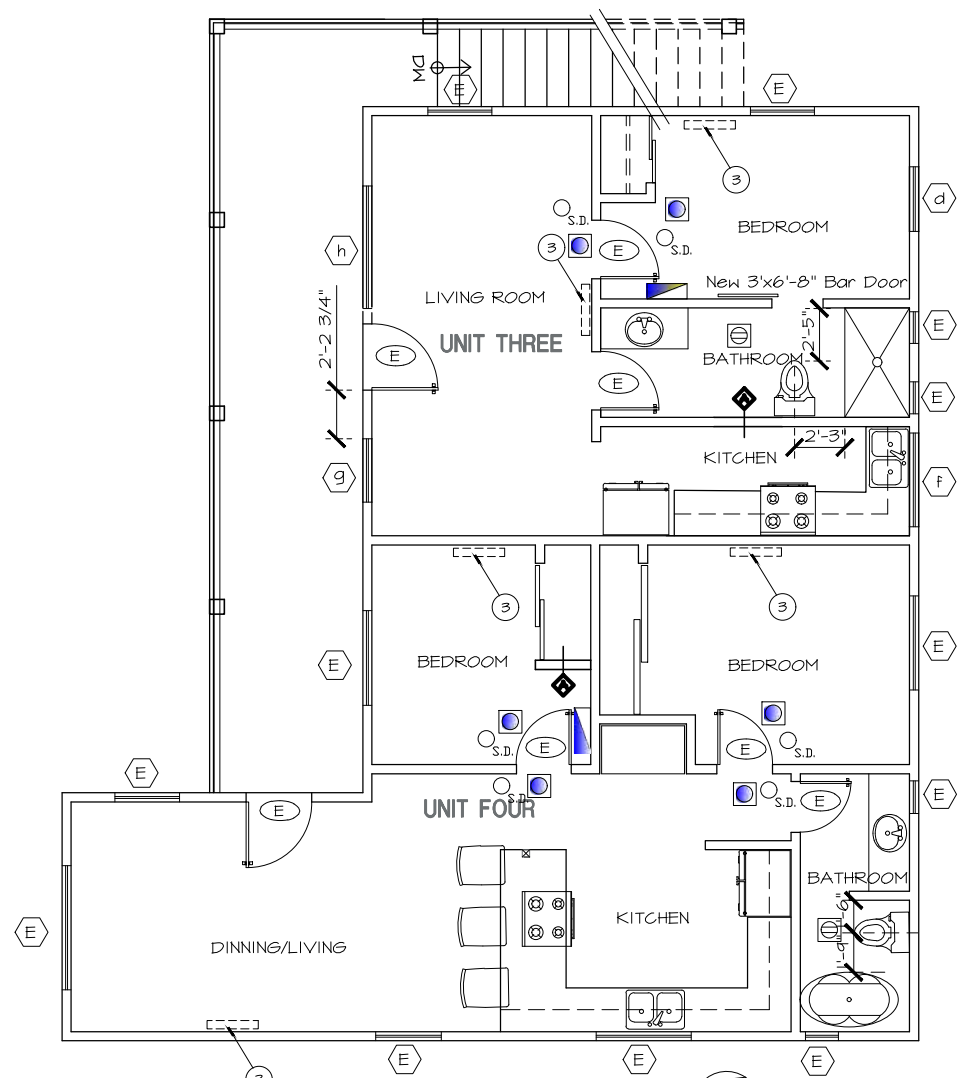 DN
E
E
3
d
BEDROOM
S.D.
S.D.
3
E
h
New 3'x6'-8" Bar Door
LIVING ROOM
UNIT THREE
2'-2 3/4"
2'-5"
E
E
BATHROOM
E
E
2'-3"
KITCHEN
g
f
3
3
BEDROOM
BEDROOM
E
E
S.D.
E
E
S.D.
E
S.D.
UNIT FOUR
S.D.
E
E
E
BATHROOM
KITCHEN
DINNING/LIVING
E
E
E
E